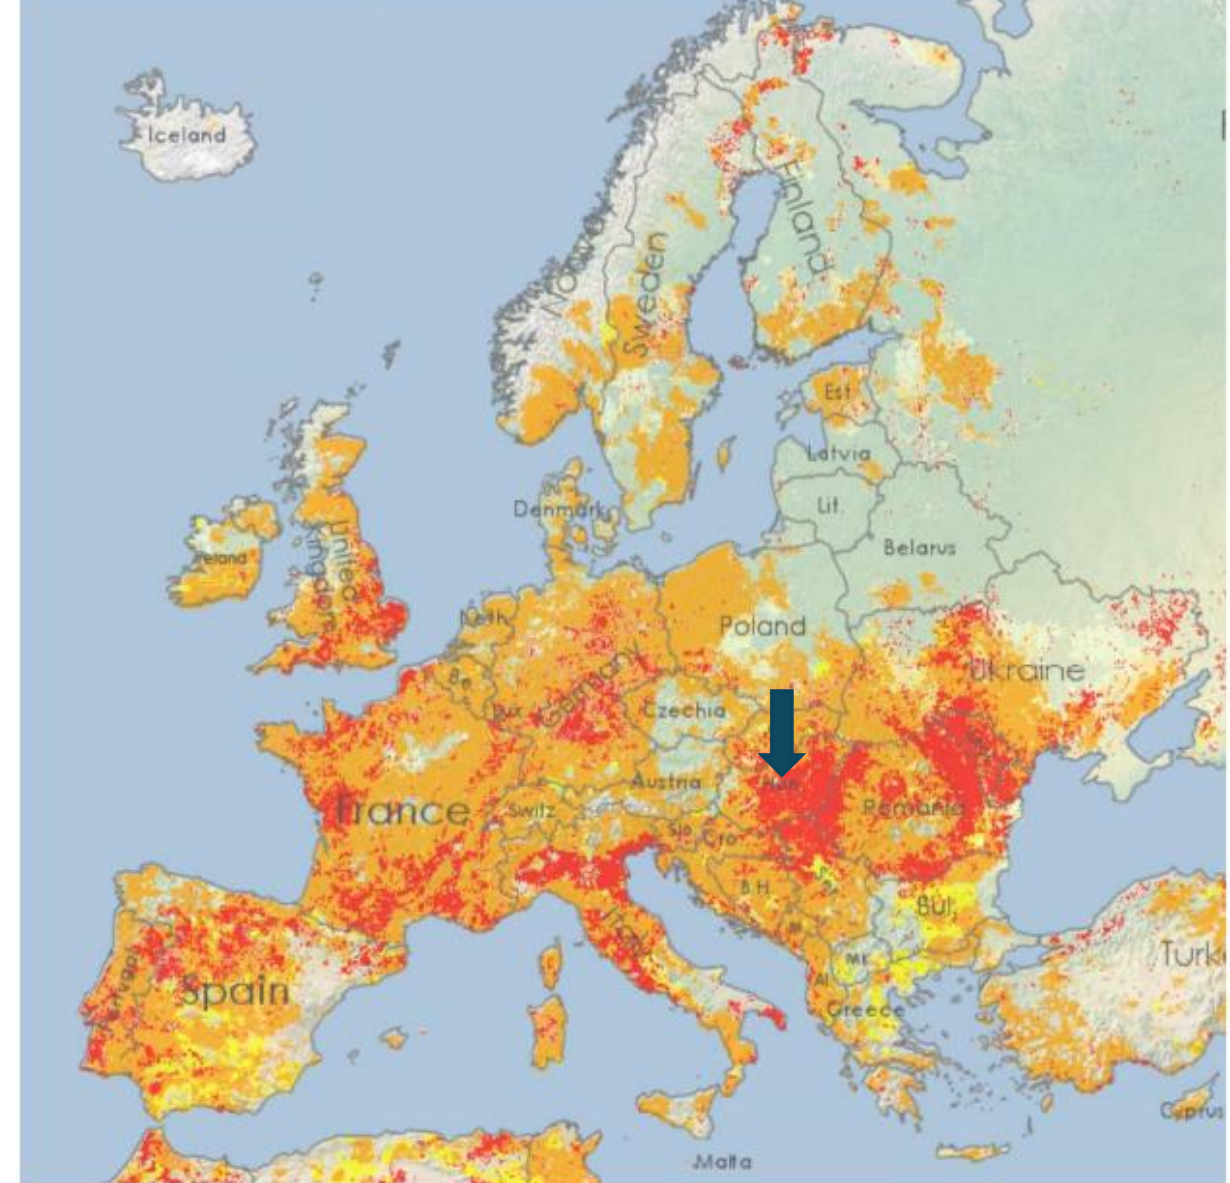 Iceland
Norway
Sweden
Finland
Est
Latvia
Lit.
Belarus
Denmark
Ireland
United
Kingdom
Neth
Be
Lux
Germany
Poland
Czechia
Ukraine
Austria
Hun
France
Switz
Slo
Cro
Romania
B.H.
Bul,
Italy
MK
Al
Spain
Greece
Turk
Cyprus
Malta